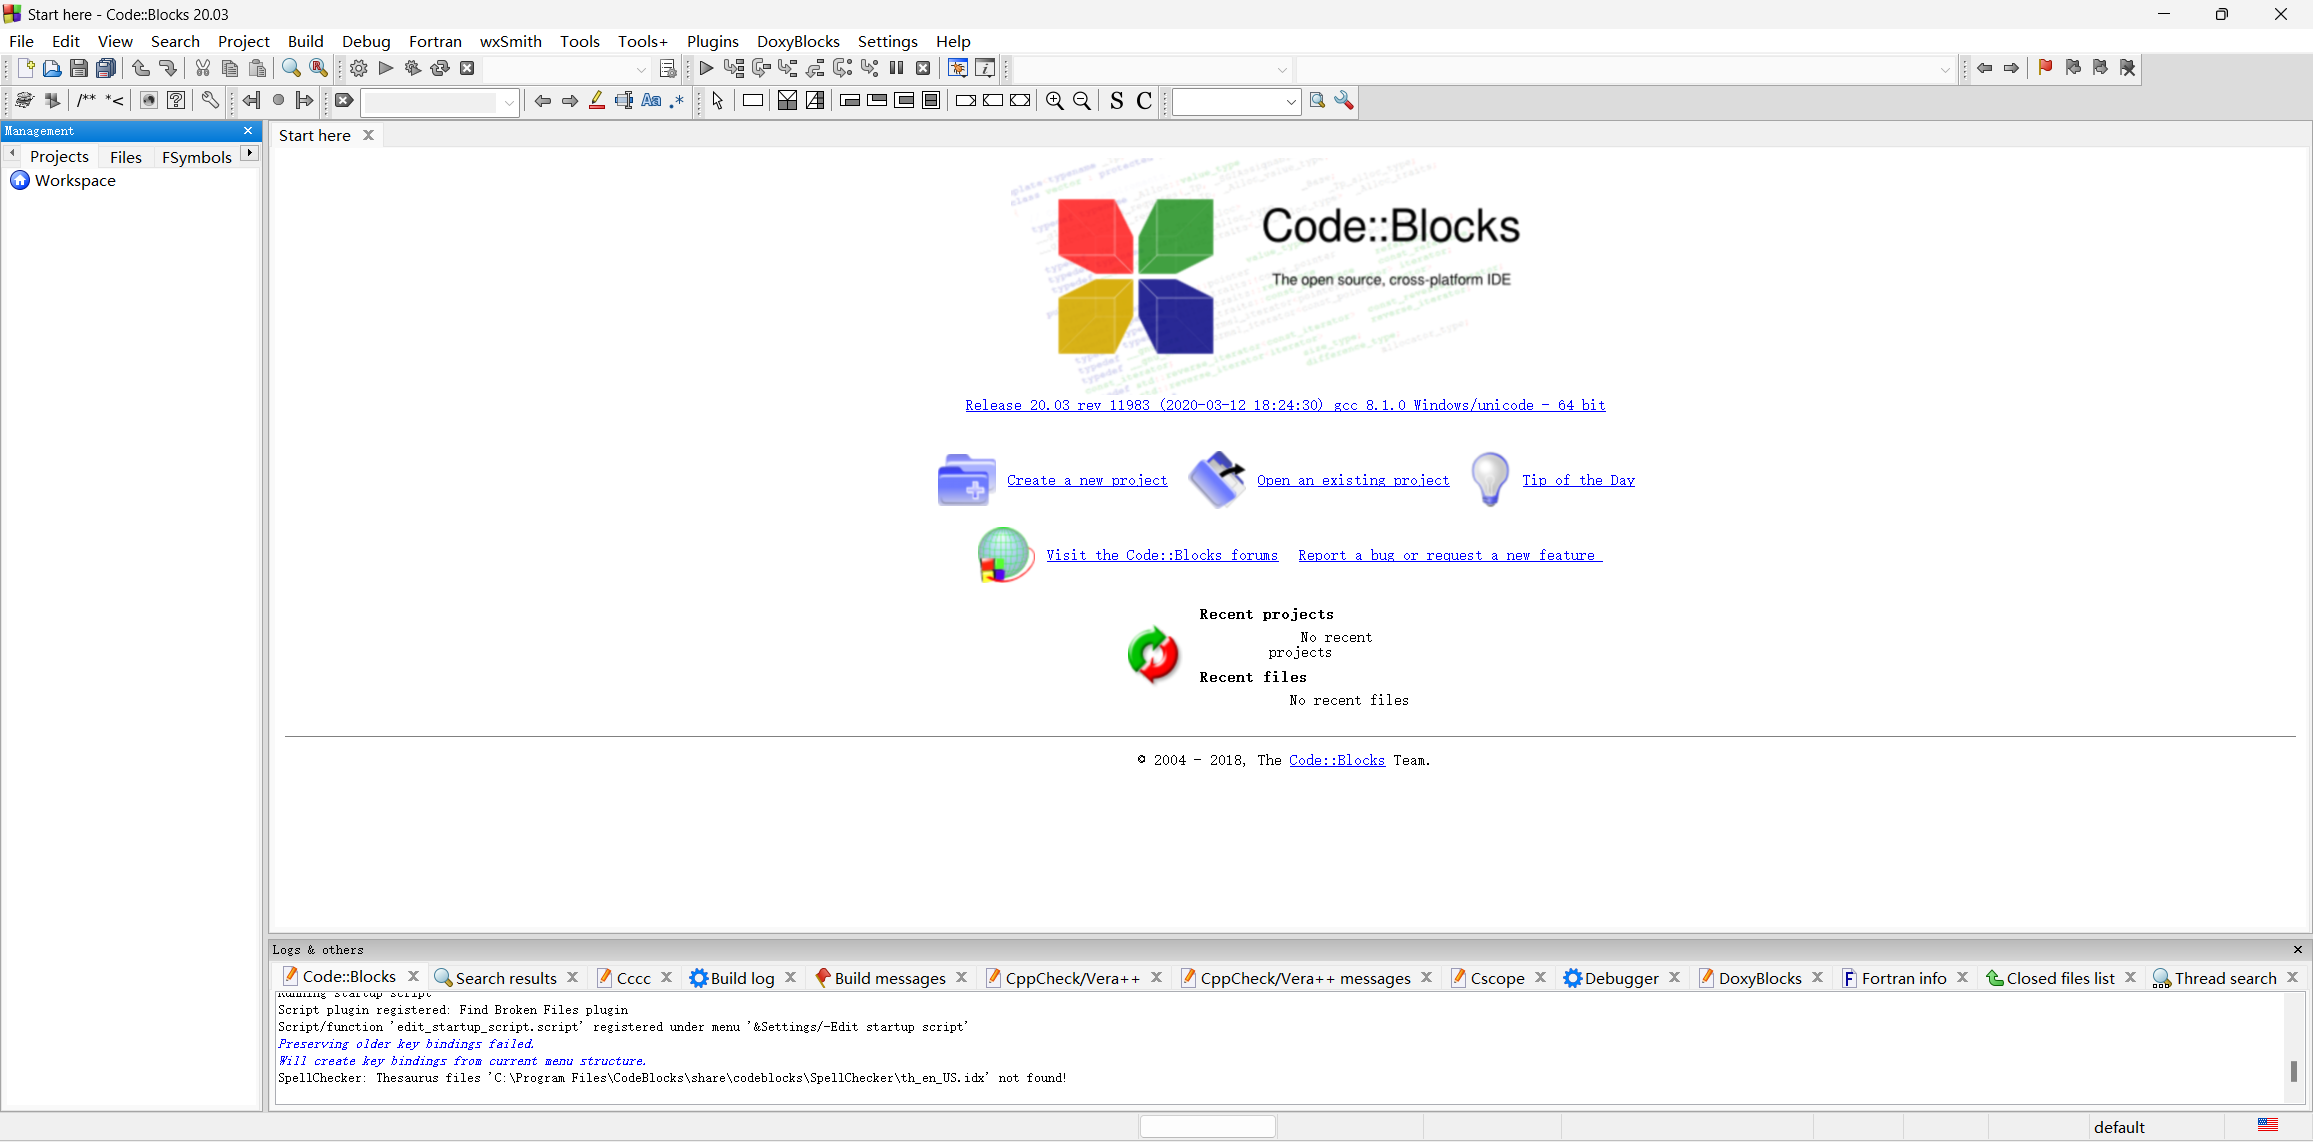 Start here - Code::Blocks 20.03
File Edit View Search Project Build Debug Fortran wxSmith Tools Tools+ Plugins DoxyBlocks Settings Help
/** *< Aa .* S C
Management
Projects Files FSymbols
Workspace
Start here
Code::Blocks
The open source, cross-platform IDE
Release 20.03 rev 11983 (2020-03-12 18:24:30) gcc 8.1.0 Windows/unicode - 64 bit
Create a new project Open an existing project Tip of the Day
Visit the Code::Blocks forums Report a bug or request a new feature
Recent projects
No recent
projects
Recent files
No recent files
© 2004 - 2018, The Code::Blocks Team.
Logs & others
Code::Blocks Search results Cccc Build log Build messages CppCheck/Vera++ CppCheck/Vera++ messages Cscope Debugger DoxyBlocks Fortran info Closed files list Thread search
Running startup script
Script plugin registered: Find Broken Files plugin
Script/function 'edit_startup_script.script' registered under menu '&Settings/-Edit startup script'
Preserving older key bindings failed.
Will create key bindings from current menu structure.
SpellChecker: Thesaurus files 'C:\Program Files\CodeBlocks\share\codeblocks\SpellChecker\th_en_US.idx' not found!
default